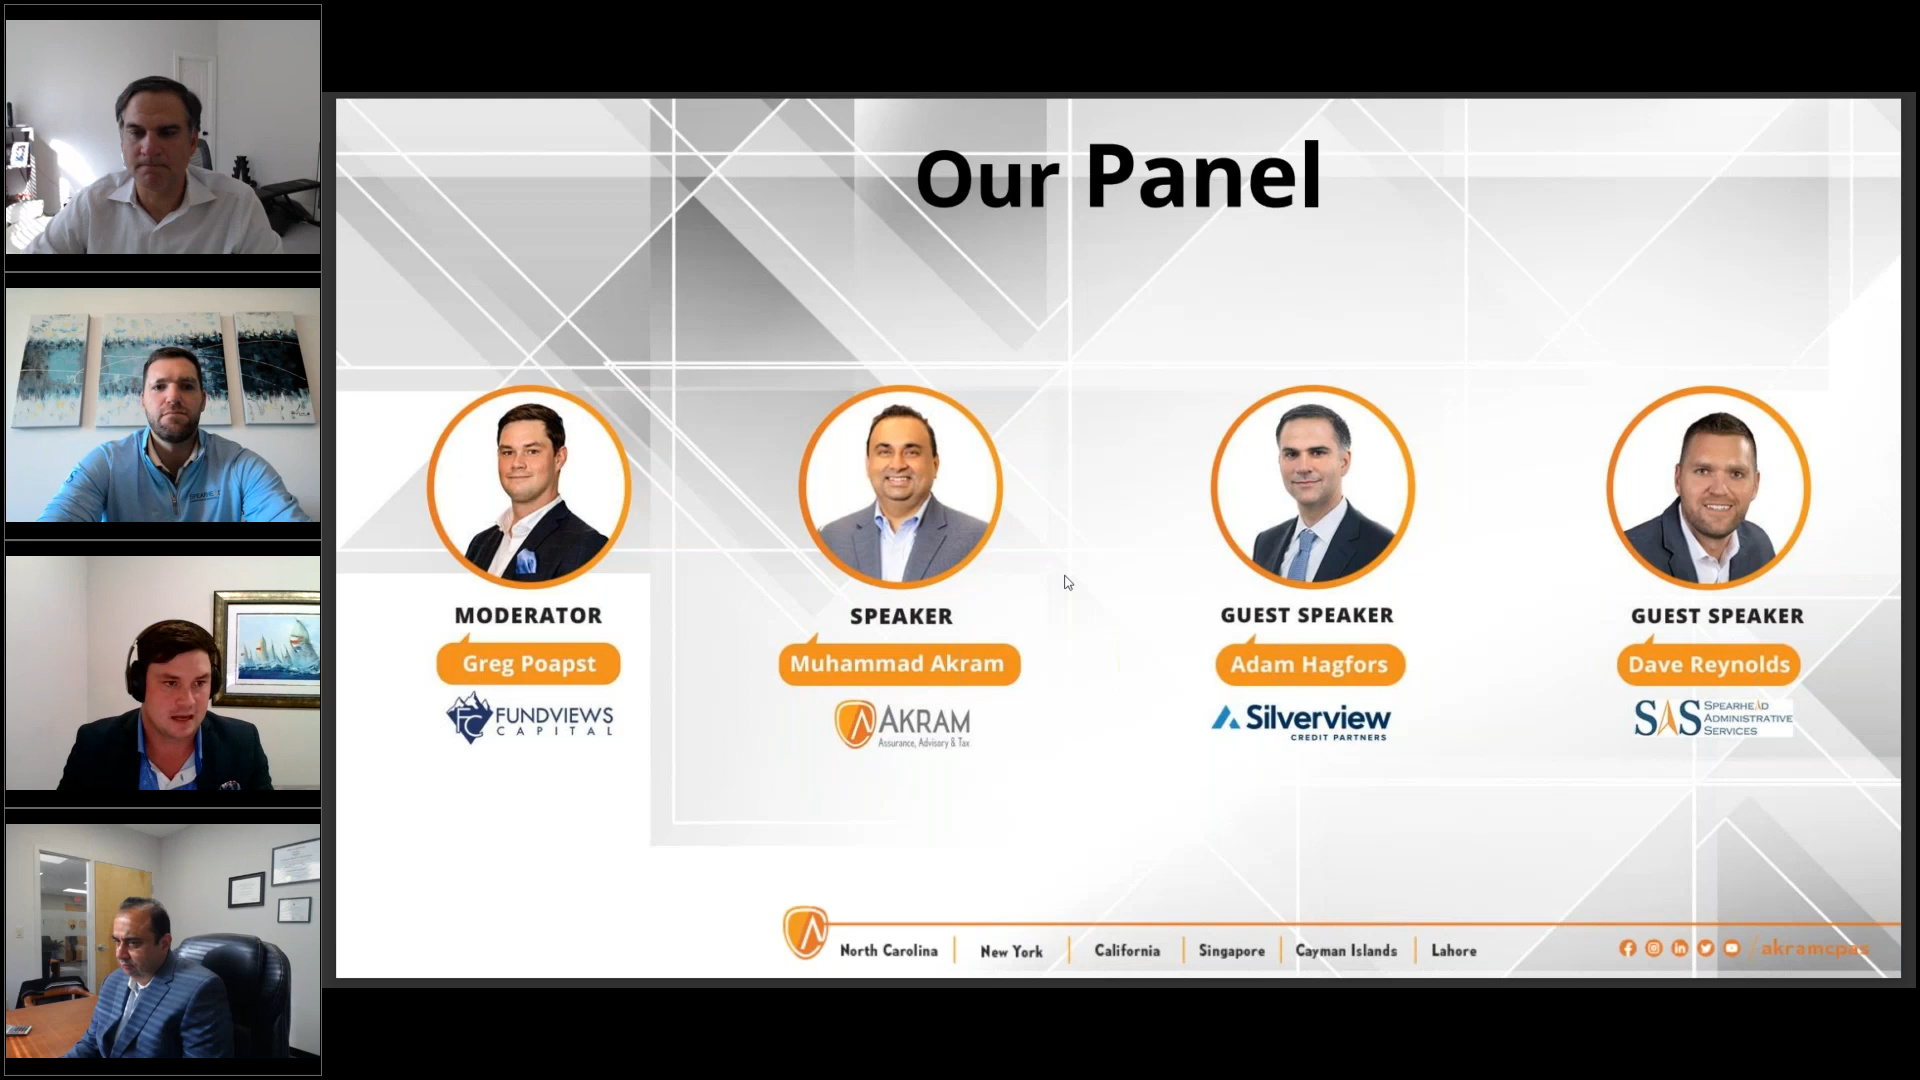 Our Panel
MODERATOR
Greg Poapst
FC FUNDVIEWS
CAPITAL
SPEAKER
Muhammad Akram
AKRAM
Assurance, Advisory & Tax
GUEST SPEAKER
Adam Hagfors
Silverview
CREDIT PARTNERS
GUEST SPEAKER
Dave Reynolds
SAS SPEARHEAD
ADMINISTRATIVE
SERVICES
North Carolina New York California Singapore Cayman Islands Lahore
/akramcpas
SPEARHEAD